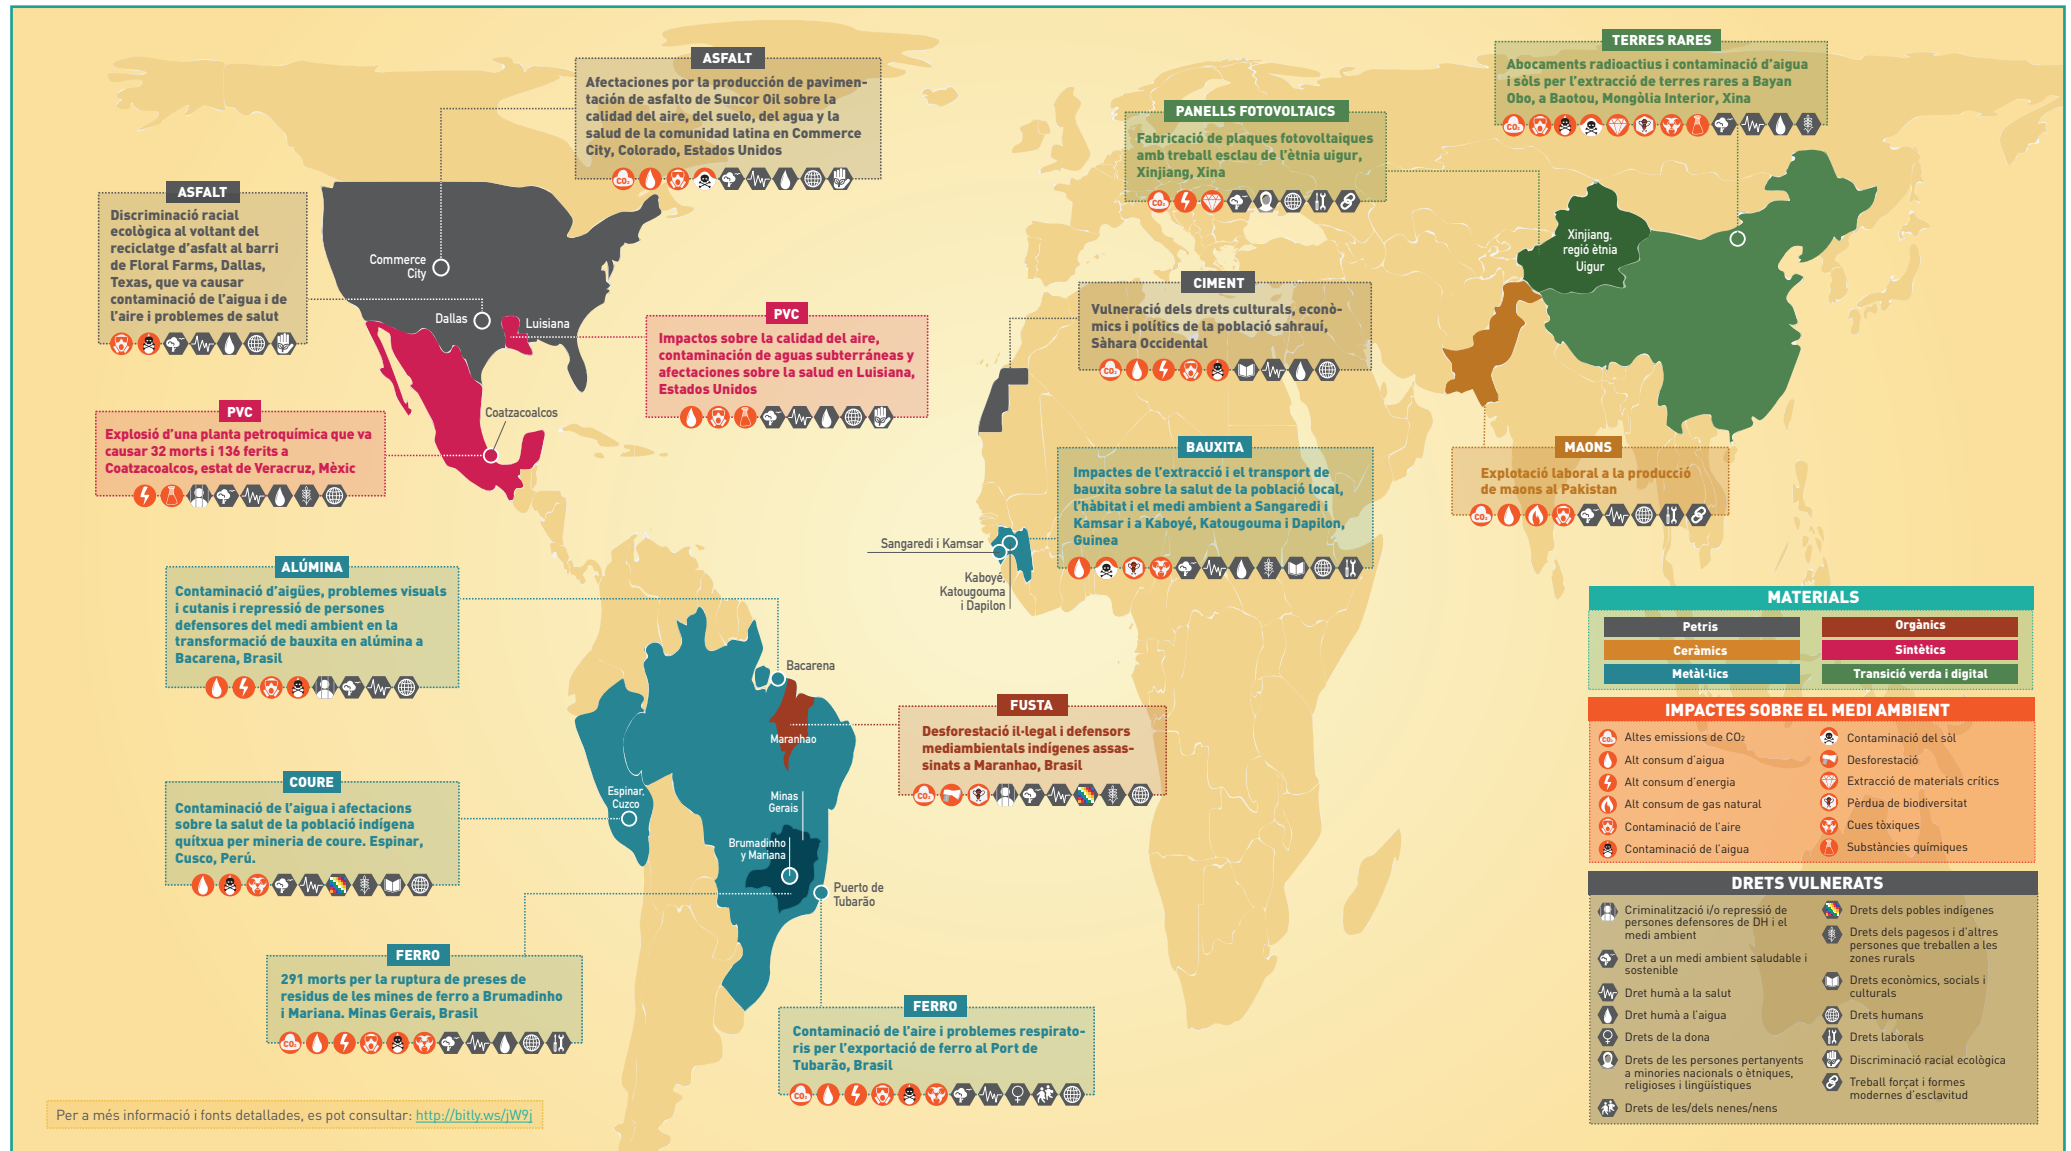 ASFALT
Afectaciones por la producción de pavimen-
tación de asfalto de Suncor Oil sobre la
calidad del aire, del suelo, del agua y la
salud de la comunidad latina en Commerce
City, Colorado, Estados Unidos
ASFALT
Discriminació racial
ecològica al voltant del
reciclatge d'asfalt al barri
de Floral Farms, Dallas,
Texas, que va causar
contaminació de l'aigua i de
l'aire i problemes de salut
Commerce
City
Dallas
Luisiana
PVC
Impactos sobre la calidad del aire,
contaminación de aguas subterráneas y
afectaciones sobre la salud en Luisiana,
Estados Unidos
PVC
Explosió d'una planta petroquímica que va
causar 32 morts i 136 ferits a
Coatzacoalcos, estat de Veracruz, Mèxic
Coatzacoalcos
TERRES RARES
Abocaments radioactius i contaminació d'aigua
i sòls per l'extracció de terres rares a Bayan
Obo, a Baotou, Mongòlia Interior, Xina
PANELLS FOTOVOLTAICS
Fabricació de plaques fotovoltaiques
amb treball esclau de l'ètnia uigur,
Xinjiang, Xina
Xinjiang,
regió ètnia
Uigur
CIMENT
Vulneració dels drets culturals, econò-
mics i polítics de la població sahrauí,
Sàhara Occidental
BAUXITA
Impactes de l'extracció i el transport de
bauxita sobre la salut de la població local,
l'hàbitat i el medi ambient a Sangaredi i
Kamsar i a Kaboyé, Katougouma i Dapilon,
Guinea
Sangaredi i Kamsar
Kaboyé,
Katougouma
i Dapilon
MAONS
Explotació laboral a la producció
de maons al Pakistan
ALÚMINA
Contaminació d'aigües, problemes visuals
i cutanis i repressió de persones
defensores del medi ambient en la
transformació de bauxita en alúmina a
Bacarena, Brasil
Bacarena
Maranhao
FUSTA
Desforestació il·legal i defensors
mediambientals indígenes assas-
sinats a Maranhao, Brasil
COURE
Contaminació de l'aigua i afectacions
sobre la salut de la població indígena
quítxua per mineria de coure. Espinar,
Cusco, Perú.
Espinar,
Cuzco
Minas
Gerais
Brumadinho
y Mariana
Puerto de
Tubarão
FERRO
291 morts per la ruptura de preses de
residus de les mines de ferro a Brumadinho
i Mariana. Minas Gerais, Brasil
FERRO
Contaminació de l'aire i problemes respirato-
ris per l'exportació de ferro al Port de
Tubarão, Brasil
MATERIALS
Petris
Orgànics
Ceràmics
Sintètics
Metàl·lics
Transició verda i digital
IMPACTES SOBRE EL MEDI AMBIENT
Altes emissions de CO₂
Alt consum d'aigua
Alt consum d'energia
Alt consum de gas natural
Contaminació de l'aire
Contaminació de l'aigua
Contaminació del sòl
Desforestació
Extracció de materials crítics
Pèrdua de biodiversitat
Cues tòxiques
Substàncies químiques
DRETS VULNERATS
Criminalització i/o repressió de
persones defensores de DH i el
medi ambient
Dret a un medi ambient saludable i
sostenible
Dret humà a la salut
Dret humà a l'aigua
Drets de la dona
Drets de les persones pertanyents
a minories nacionals o ètniques,
religioses i lingüístiques
Drets de les/dels nenes/nens
Drets dels pobles indígenes
Drets dels pagesos i d'altres
persones que treballen a les
zones rurals
Drets econòmics, socials i
culturals
Drets humans
Drets laborals
Discriminació racial ecològica
Treball forçat i formes
modernes d'esclavitud
Per a més informació i fonts detallades, es pot consultar: http://bitly.ws/jW9j